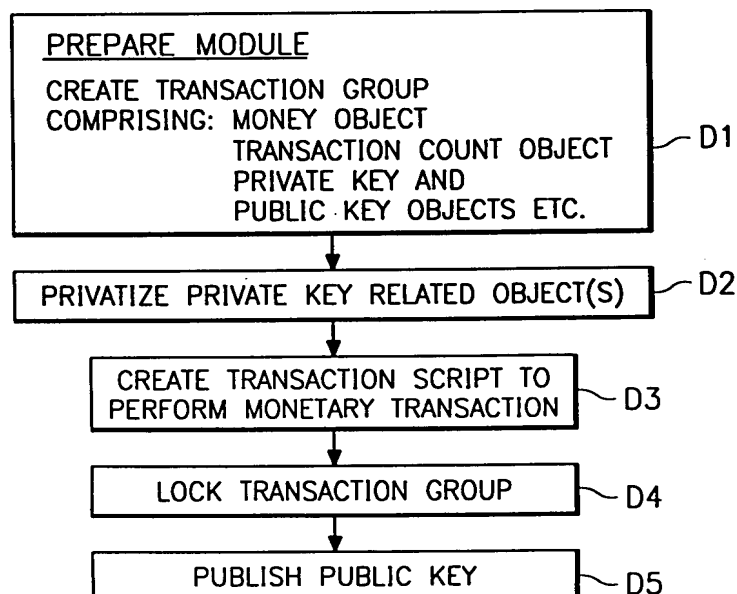 PREPARE MODULE
CREATE TRANSACTION GROUP
COMPRISING: MONEY OBJECT
TRANSACTION COUNT OBJECT
PRIVATE KEY AND
PUBLIC KEY OBJECTS ETC.
D1
PRIVATIZE PRIVATE KEY RELATED OBJECT(S)
D2
CREATE TRANSACTION SCRIPT TO
PERFORM MONETARY TRANSACTION
D3
LOCK TRANSACTION GROUP
D4
PUBLISH PUBLIC KEY
D5